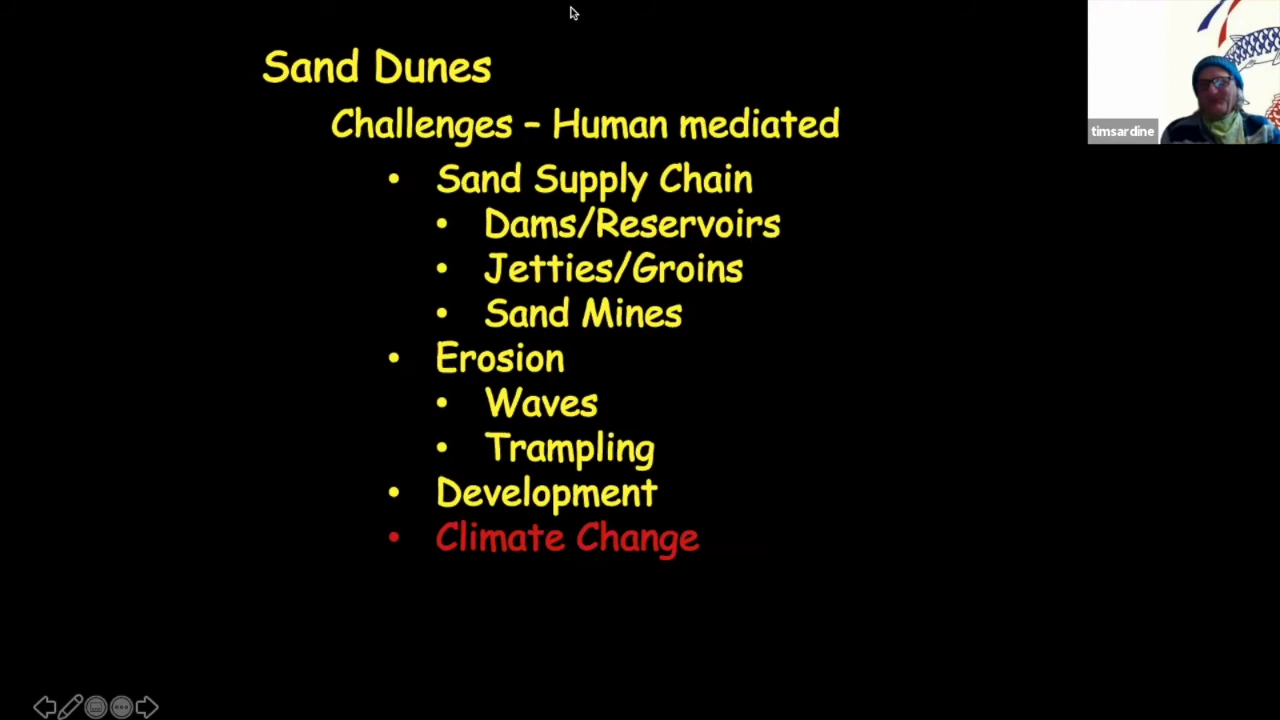 Sand Dunes
Challenges – Human mediated
• Sand Supply Chain
• Dams/Reservoirs
• Jetties/Groins
• Sand Mines
• Erosion
• Waves
• Trampling
• Development
• Climate Change
timsardine